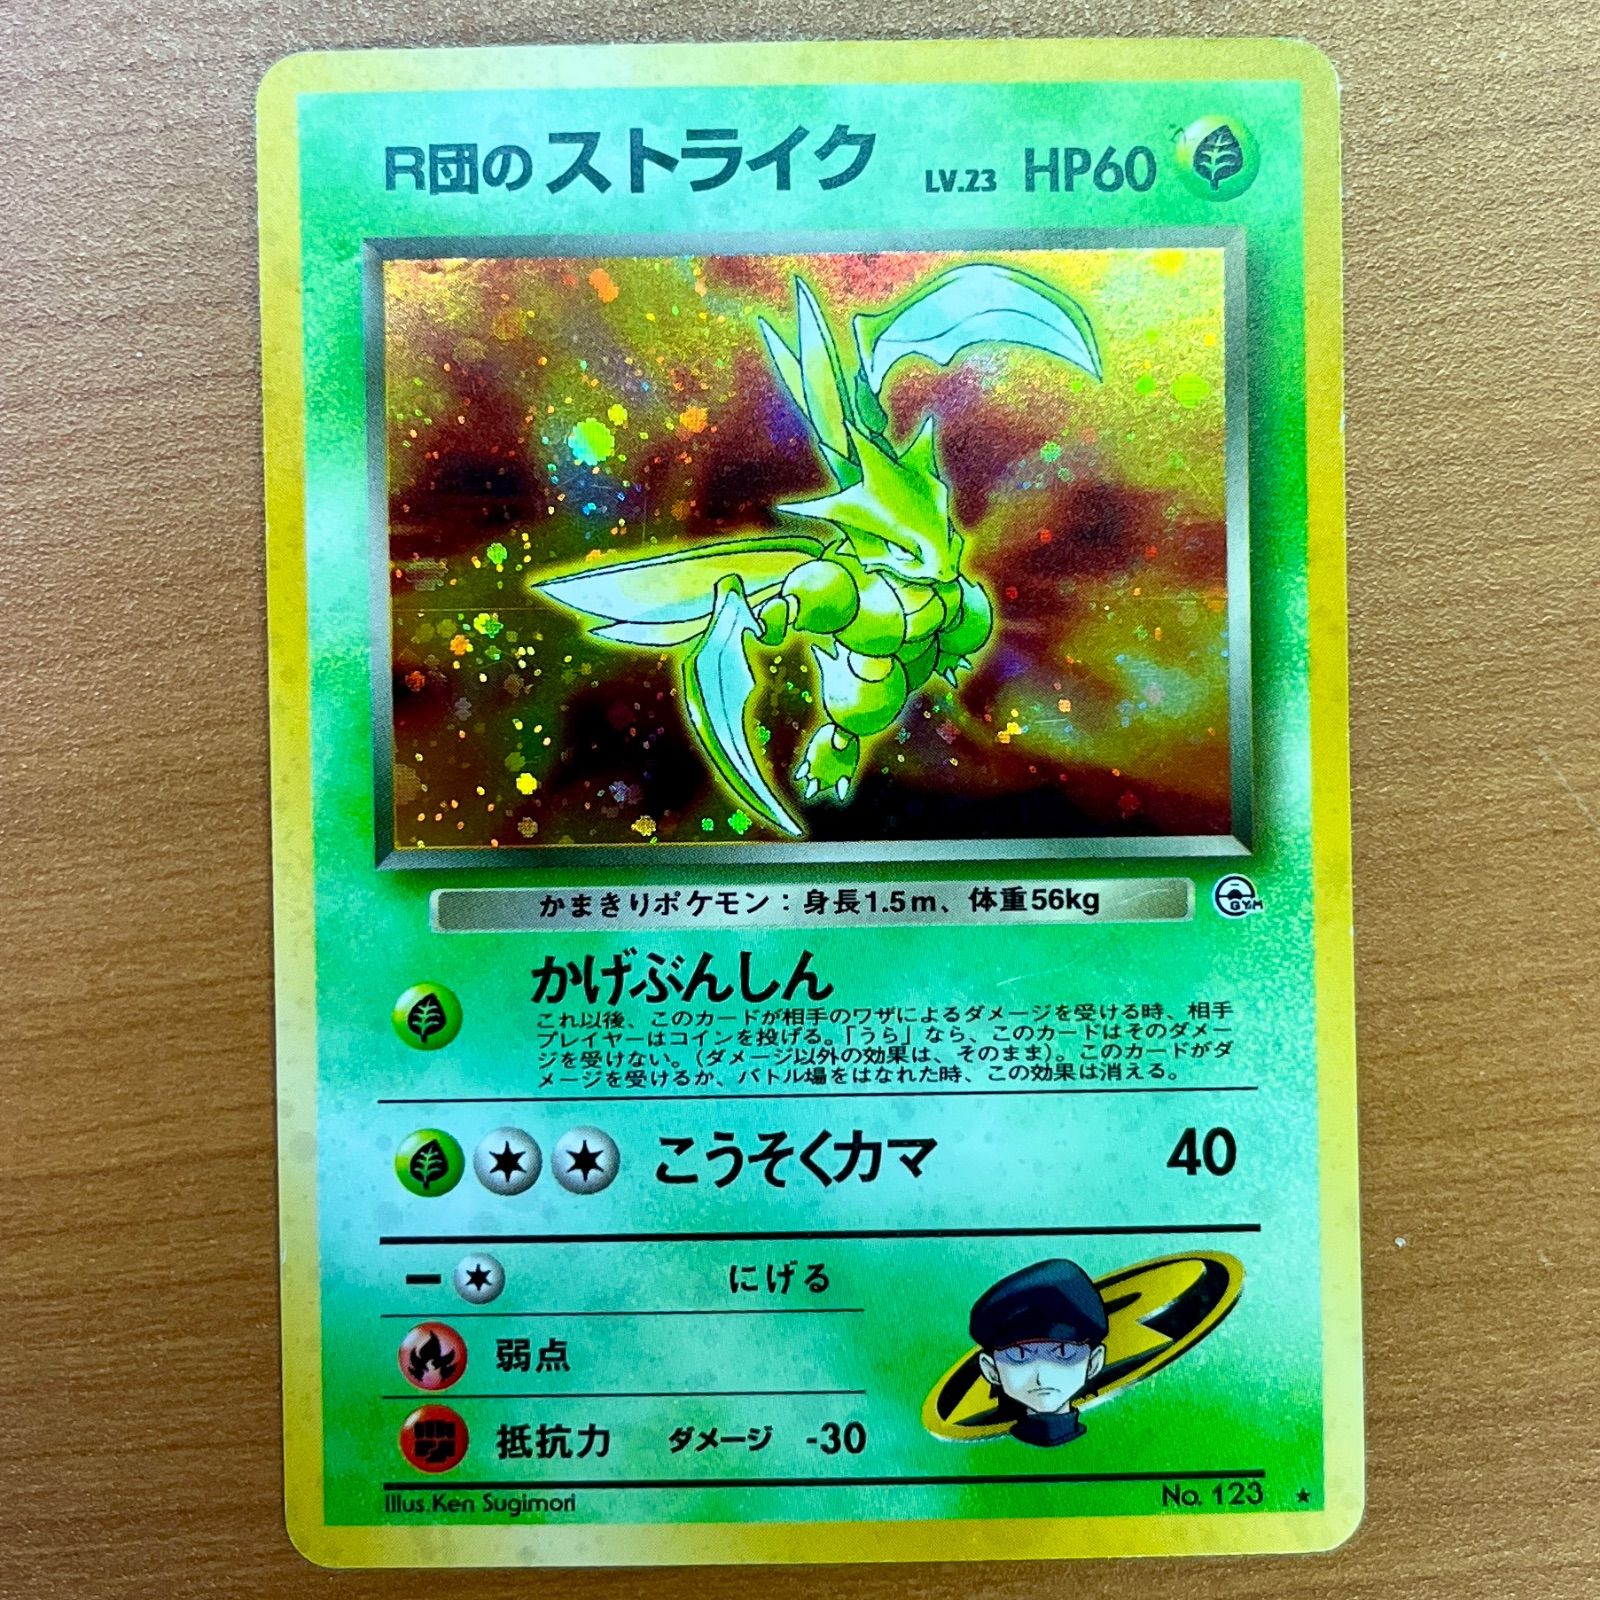 R団の ストライク LV.23 HP60
かまきりポケモン：身長1.5m、体重56kg
GYM
かげぶんしん
これ以後、このカードが相手のワザによるダメージを受ける時、相手
プレイヤーはコインを投げる。「うら」なら、このカードはそのダメー
ジを受けない。（ダメージ以外の効果は、そのまま）。このカードがダ
メージを受けるか、バトル場をはなれた時、この効果は消える。
こうそくカマ 40
にげる
弱点
抵抗力 ダメージ -30
Illus.Ken Sugimori
No. 123 ★